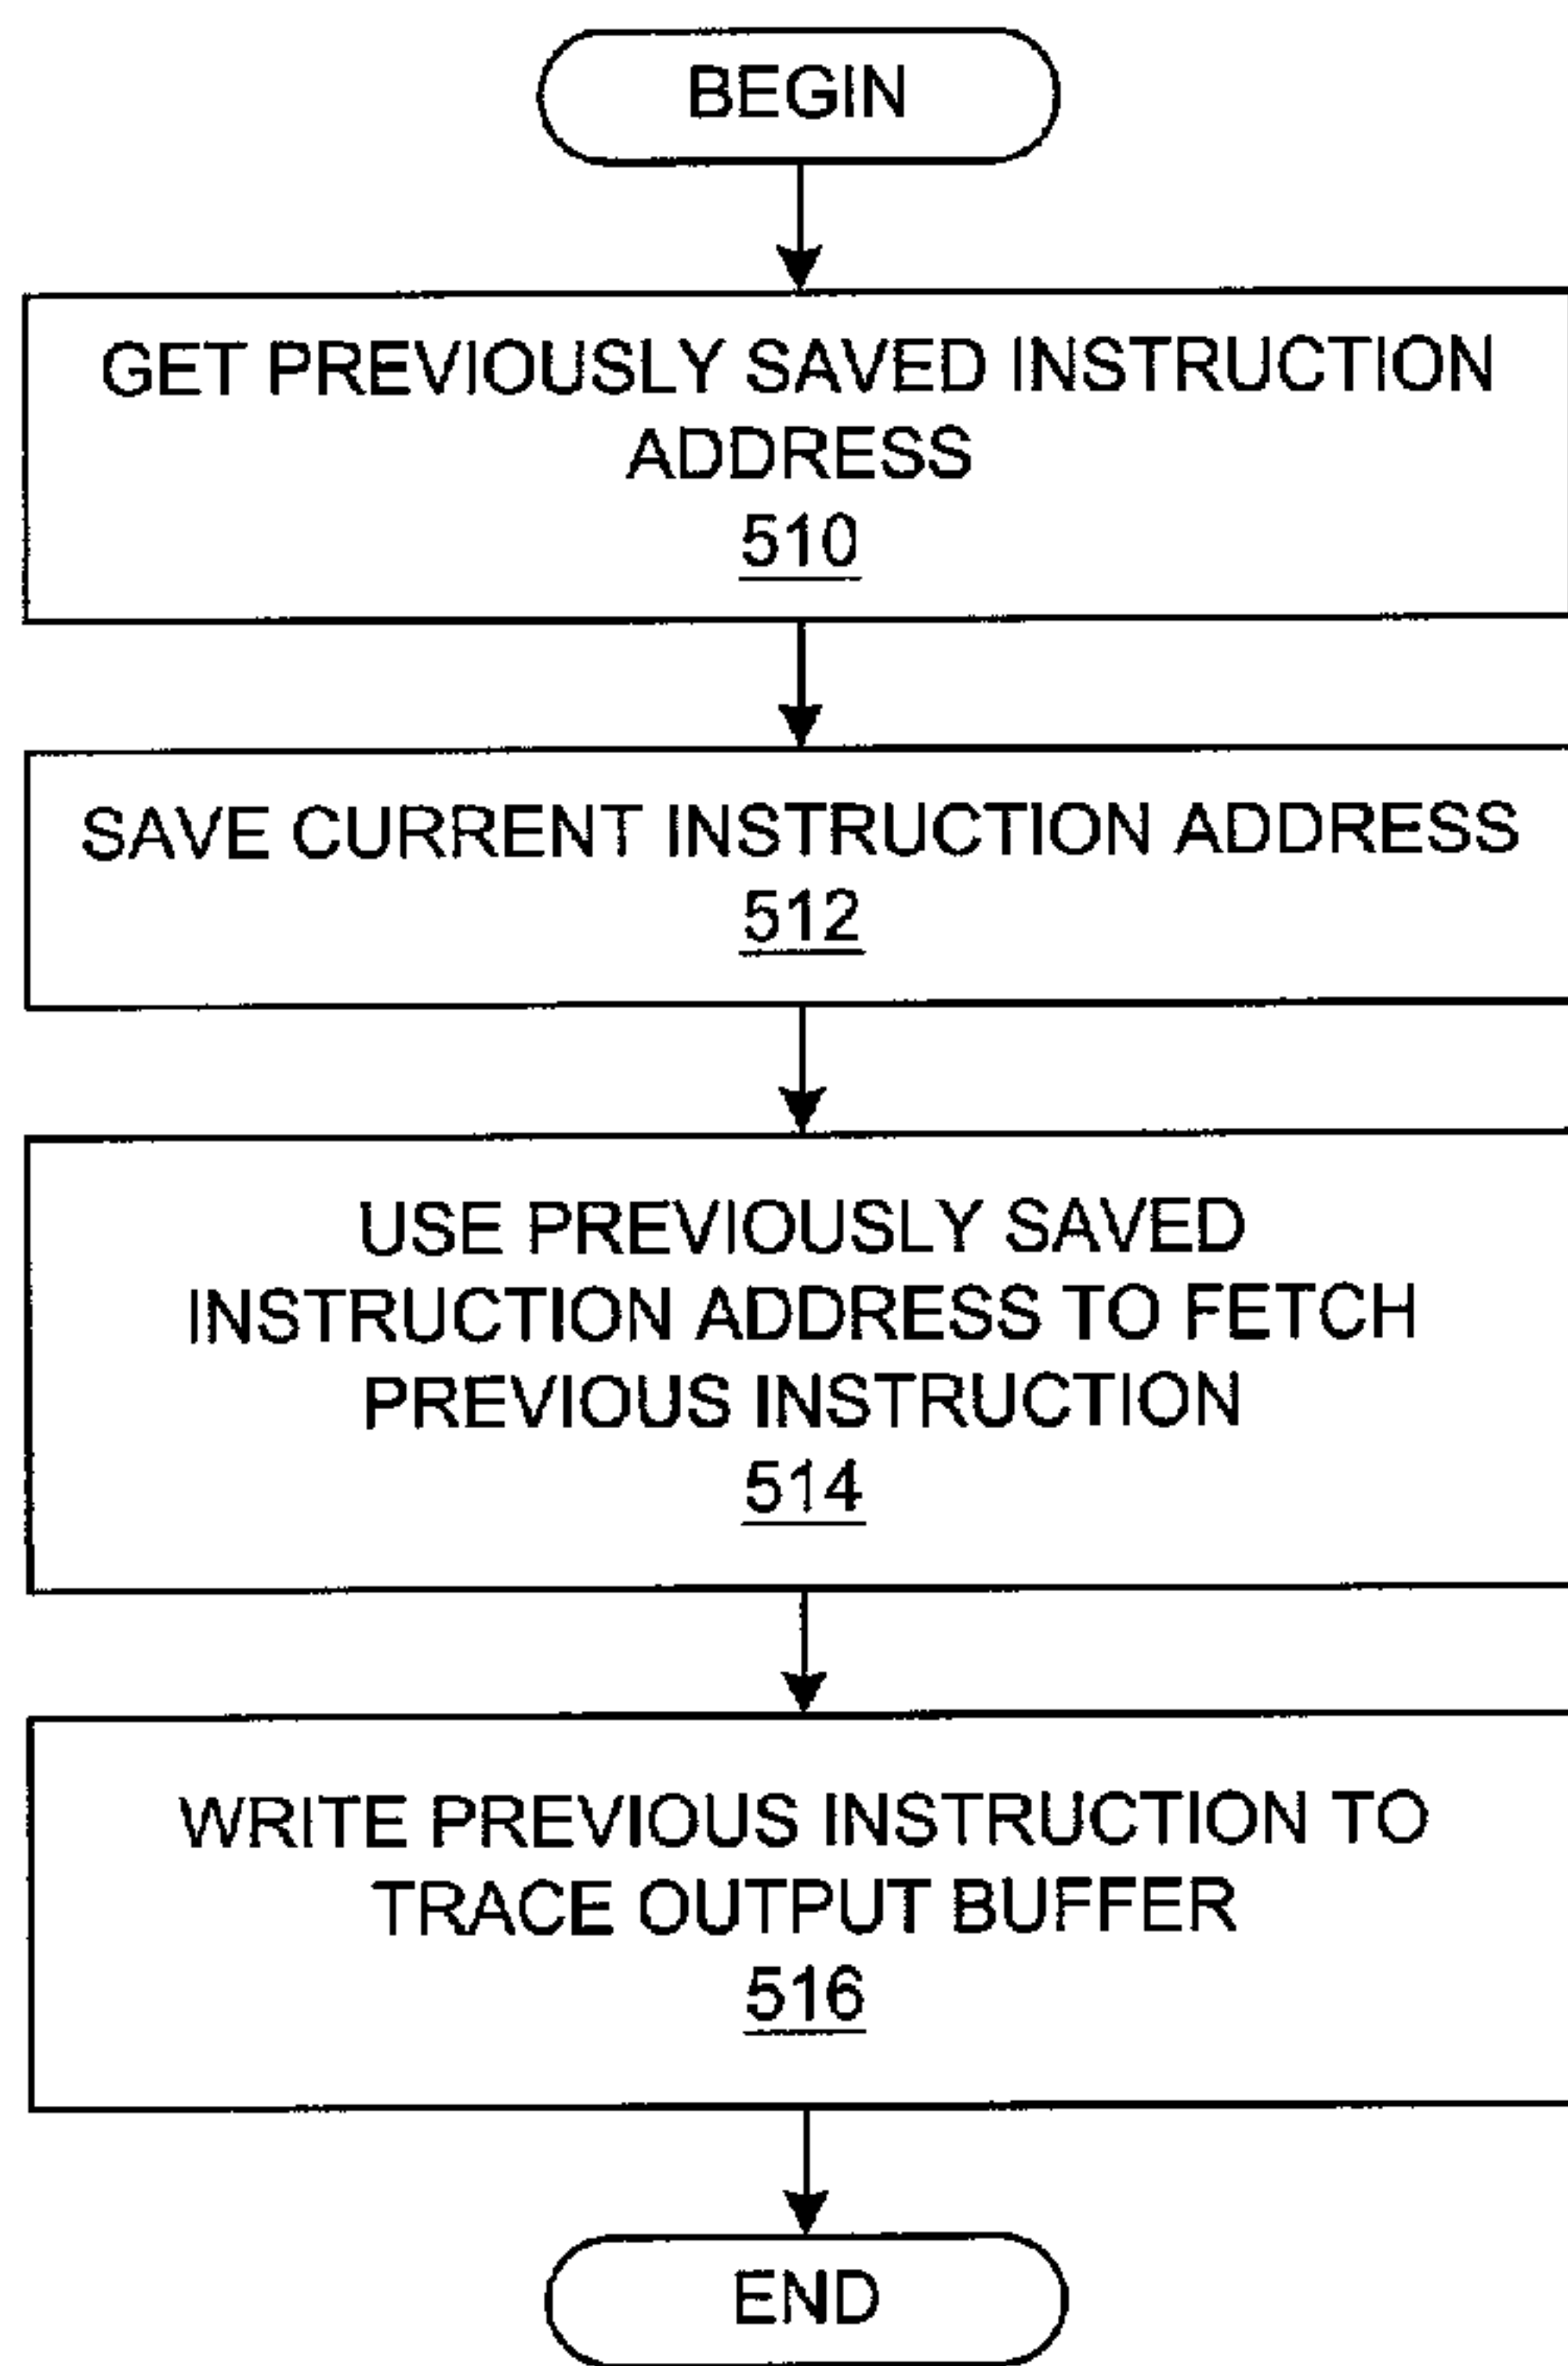 BEGIN
GET PREVIOUSLY SAVED INSTRUCTION
ADDRESS
510
SAVE CURRENT INSTRUCTION ADDRESS
512
USE PREVIOUSLY SAVED
INSTRUCTION ADDRESS TO FETCH
PREVIOUS INSTRUCTION
514
WRITE PREVIOUS INSTRUCTION TO
TRACE OUTPUT BUFFER
516
END